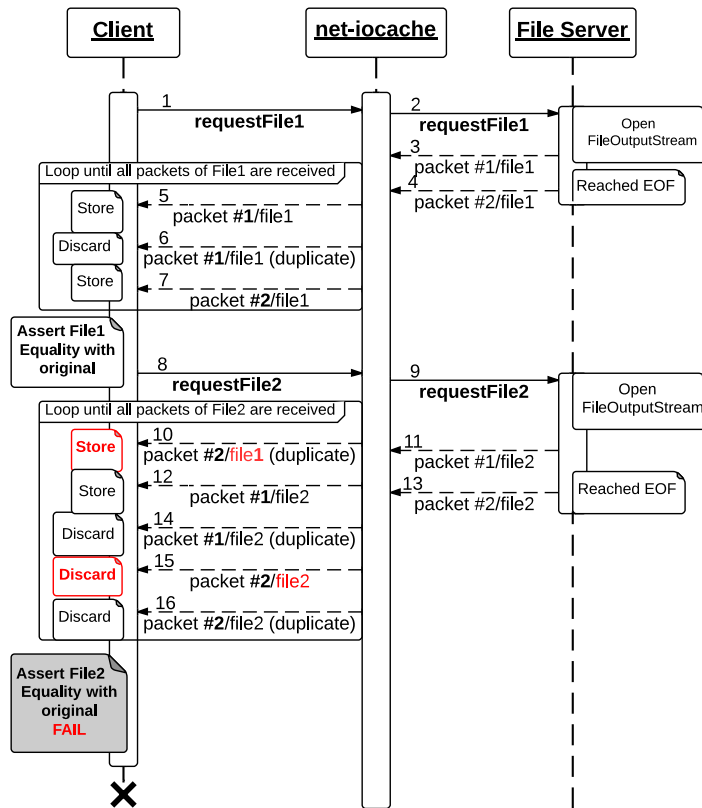 Client
net-iocache
File Server
1
requestFile1
2
requestFile1
Open
FileOutputStream
3
packet #1/file1
Loop until all packets of File1 are received
4
packet #2/file1
Reached EOF
Store
5
packet #1/file1
Discard
6
packet #1/file1 (duplicate)
Store
7
packet #2/file1
Assert File1
Equality with
original
8
requestFile2
9
requestFile2
Open
FileOutputStream
Loop until all packets of File2 are received
Store
10
packet #2/file1 (duplicate)
11
packet #1/file2
Store
12
packet #1/file2
13
packet #2/file2
Reached EOF
Discard
14
packet #1/file2 (duplicate)
Discard
15
packet #2/file2
Discard
16
packet #2/file2 (duplicate)
Assert File2
Equality with
original
FAIL